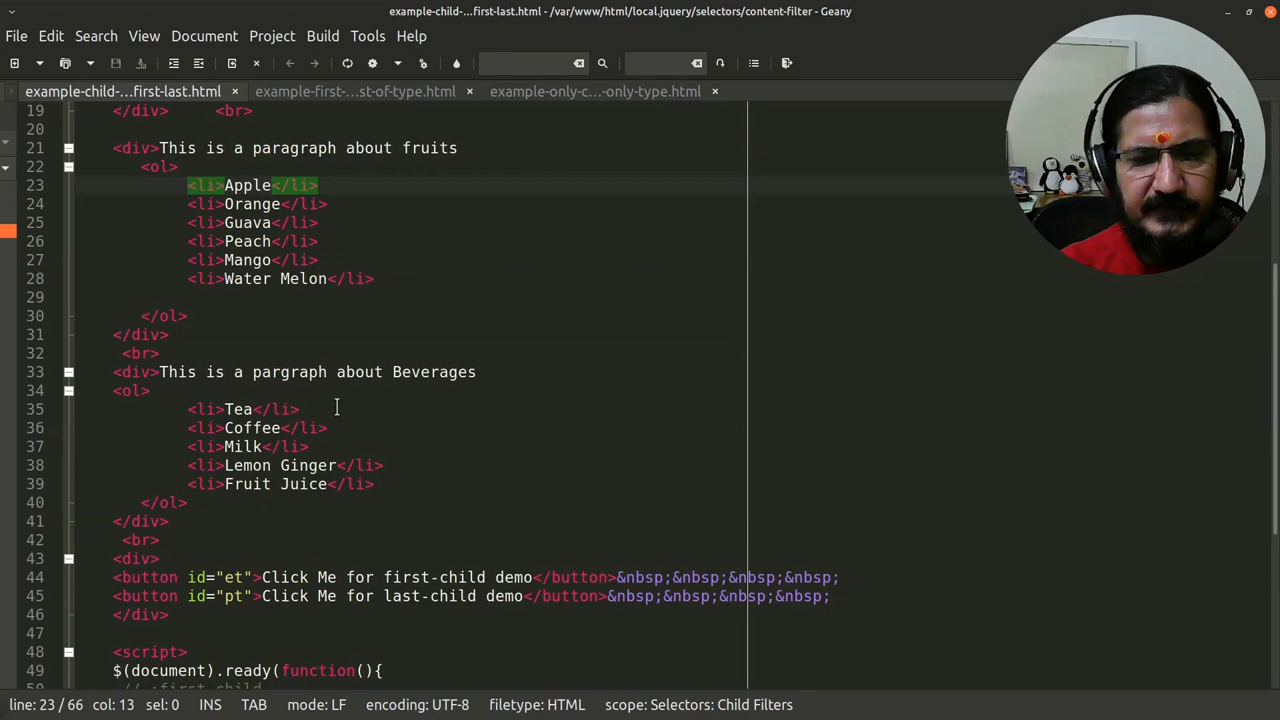 example-child-...first-last.html - /var/www/html/local.jquery/selectors/content-filter - Geany
File Edit Search View Document Project Build Tools Help
example-child-...first-last.html × example-first-...st-of-type.html × example-only-c...-only-type.html ×
19 </div> <br>
20
21 <div>This is a paragraph about fruits
22 <ol>
23 <li>Apple</li>
24 <li>Orange</li>
25 <li>Guava</li>
26 <li>Peach</li>
27 <li>Mango</li>
28 <li>Water Melon</li>
29
30 </ol>
31 </div>
32 <br>
33 <div>This is a pargraph about Beverages
34 <ol>
35 <li>Tea</li>
36 <li>Coffee</li>
37 <li>Milk</li>
38 <li>Lemon Ginger</li>
39 <li>Fruit Juice</li>
40 </ol>
41 </div>
42 <br>
43 <div>
44 <button id="et">Click Me for first-child demo</button>&nbsp;&nbsp;&nbsp;&nbsp;
45 <button id="pt">Click Me for last-child demo</button>&nbsp;&nbsp;&nbsp;&nbsp;
46 </div>
47
48 <script>
49 $(document).ready(function(){
line: 23 / 66 col: 13 sel: 0 INS TAB mode: LF encoding: UTF-8 filetype: HTML scope: Selectors: Child Filters